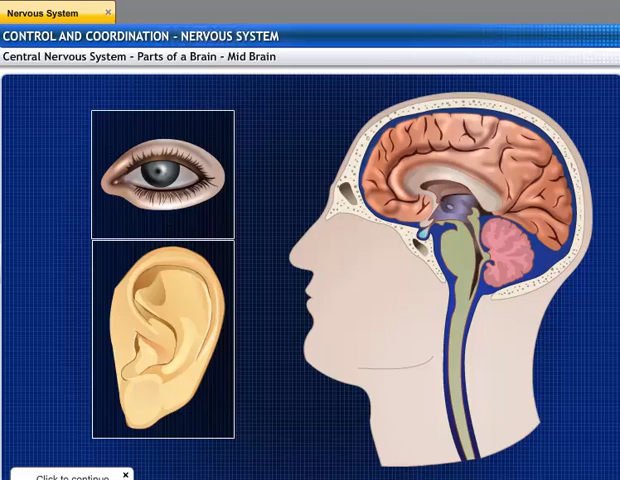 Nervous System
CONTROL AND COORDINATION - NERVOUS SYSTEM
Central Nervous System - Parts of a Brain - Mid Brain
Click to continue